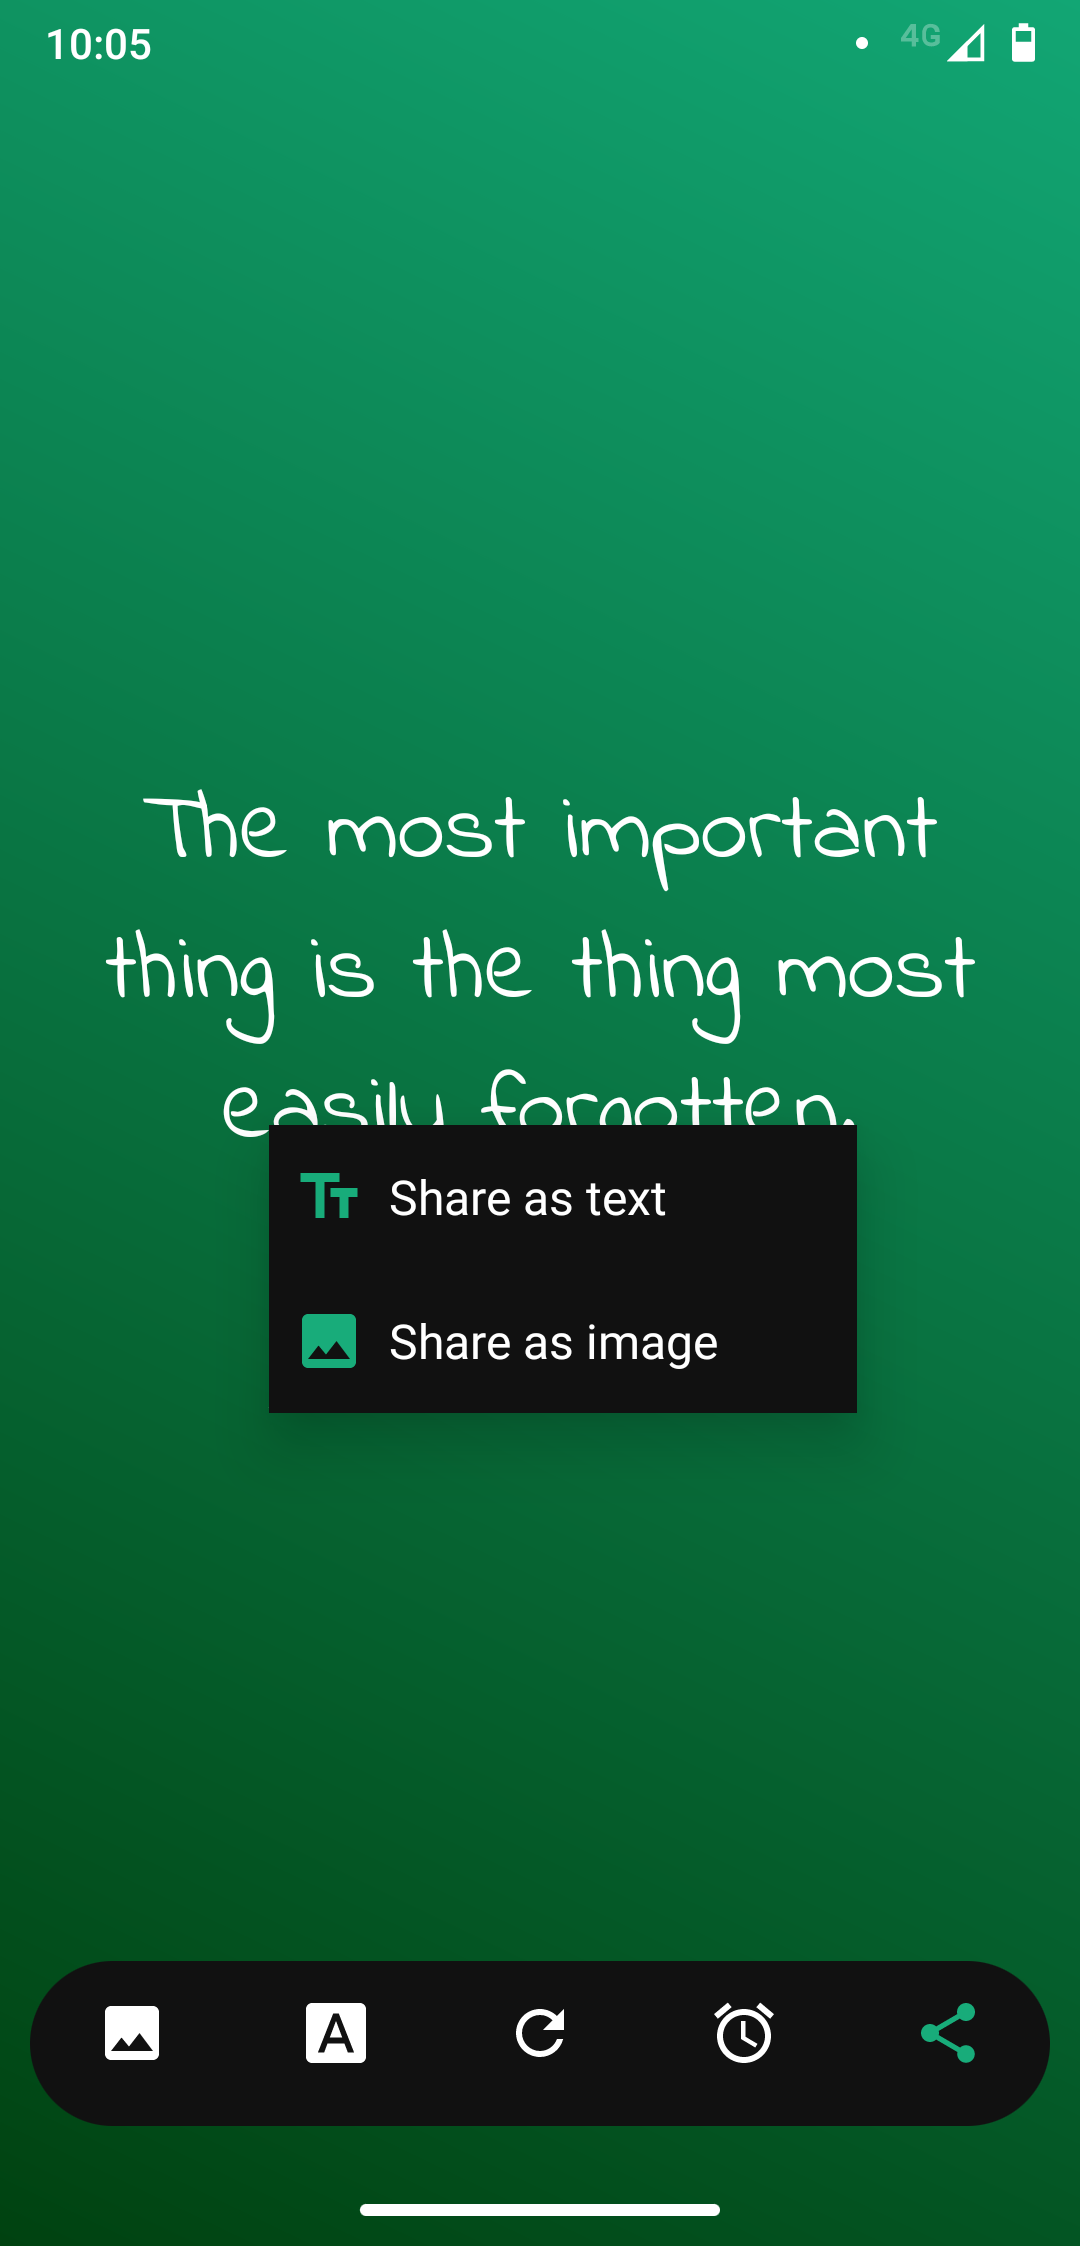 10:05
4G
The most important
thing is the thing most
easily forgotten.
Share as text
Share as image
A